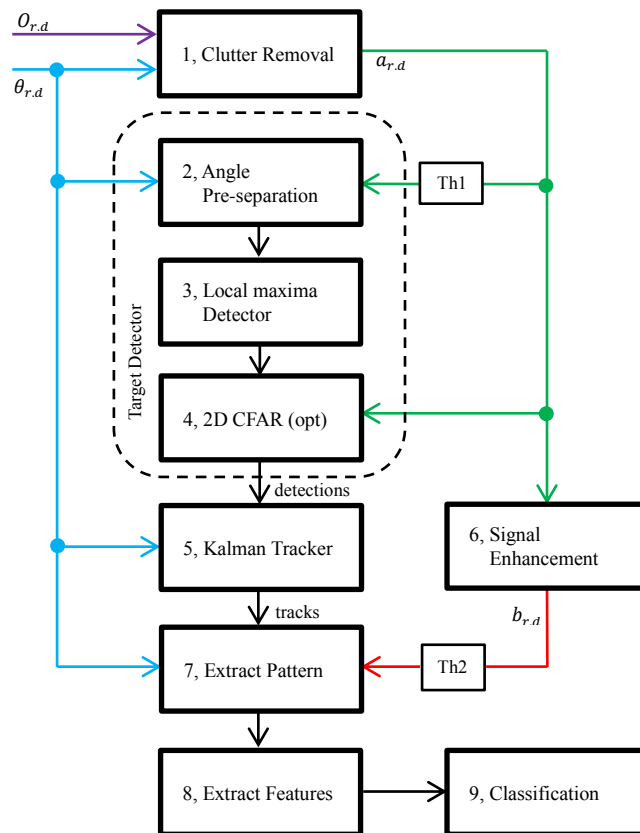 O_{r.d}
θ_{r.d}
1, Clutter Removal
a_{r.d}
2, Angle
Pre-separation
Th1
3, Local maxima
Detector
Target Detector
4, 2D CFAR (opt)
detections
5, Kalman Tracker
6, Signal
Enhancement
tracks
b_{r.d}
7, Extract Pattern
Th2
8, Extract Features
9, Classification